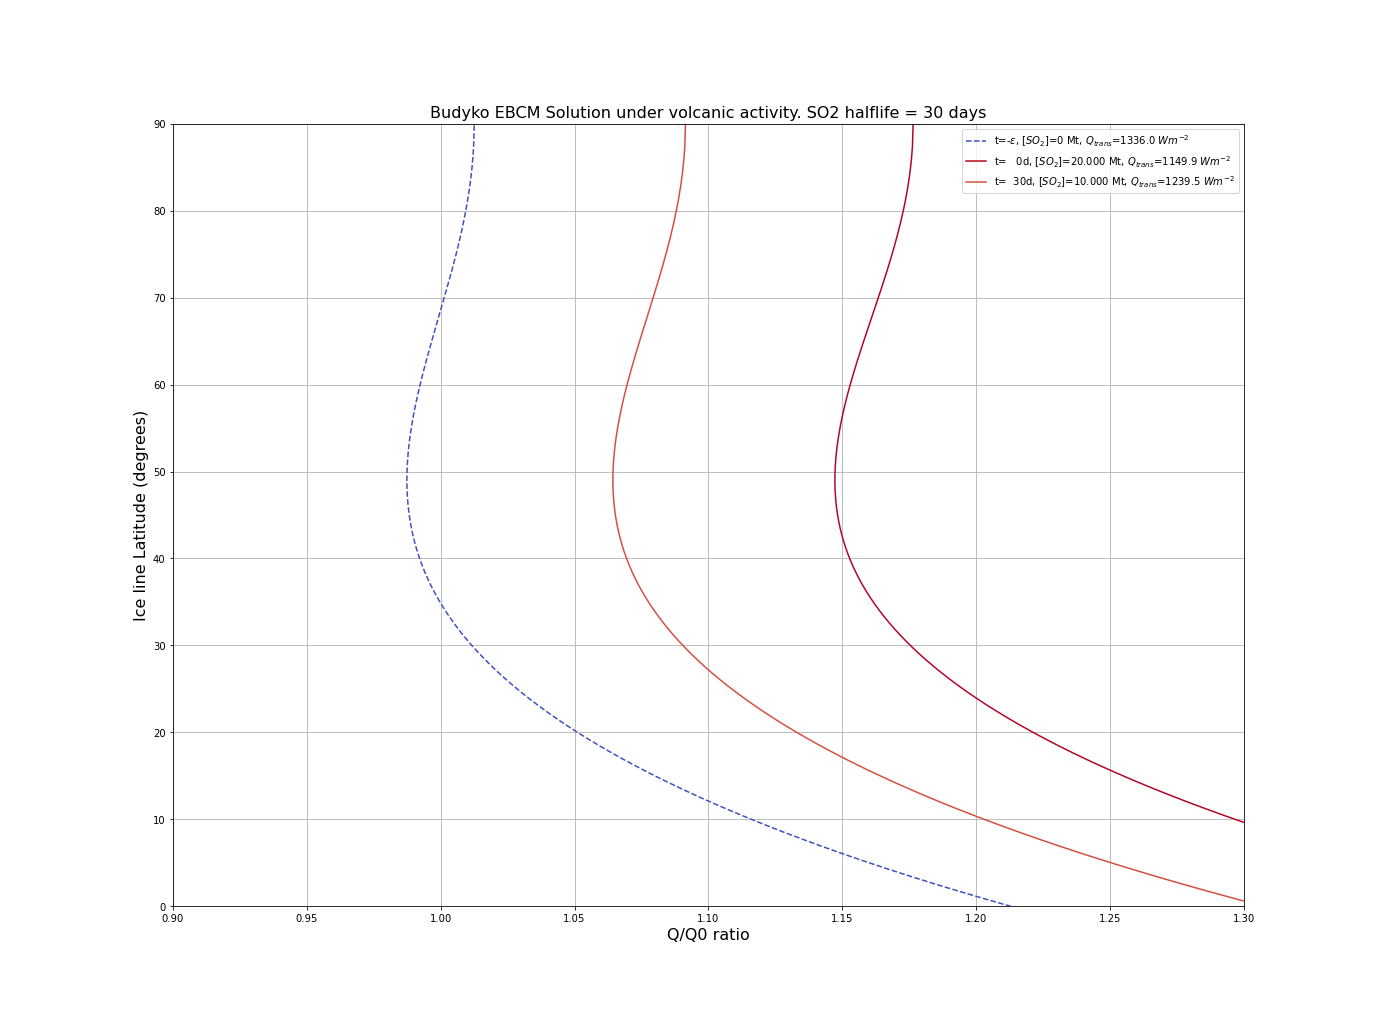 Budyko EBCM Solution under volcanic activity. SO2 halflife = 30 days
t=-ε, [SO₂]=0 Mt, Q_trans=1336.0 Wm⁻²
t=   0d, [SO₂]=20.000 Mt, Q_trans=1149.9 Wm⁻²
t=  30d, [SO₂]=10.000 Mt, Q_trans=1239.5 Wm⁻²
Ice line Latitude (degrees)
90
80
70
60
50
40
30
20
10
0
0.90 0.95 1.00 1.05 1.10 1.15 1.20 1.25 1.30
Q/Q0 ratio